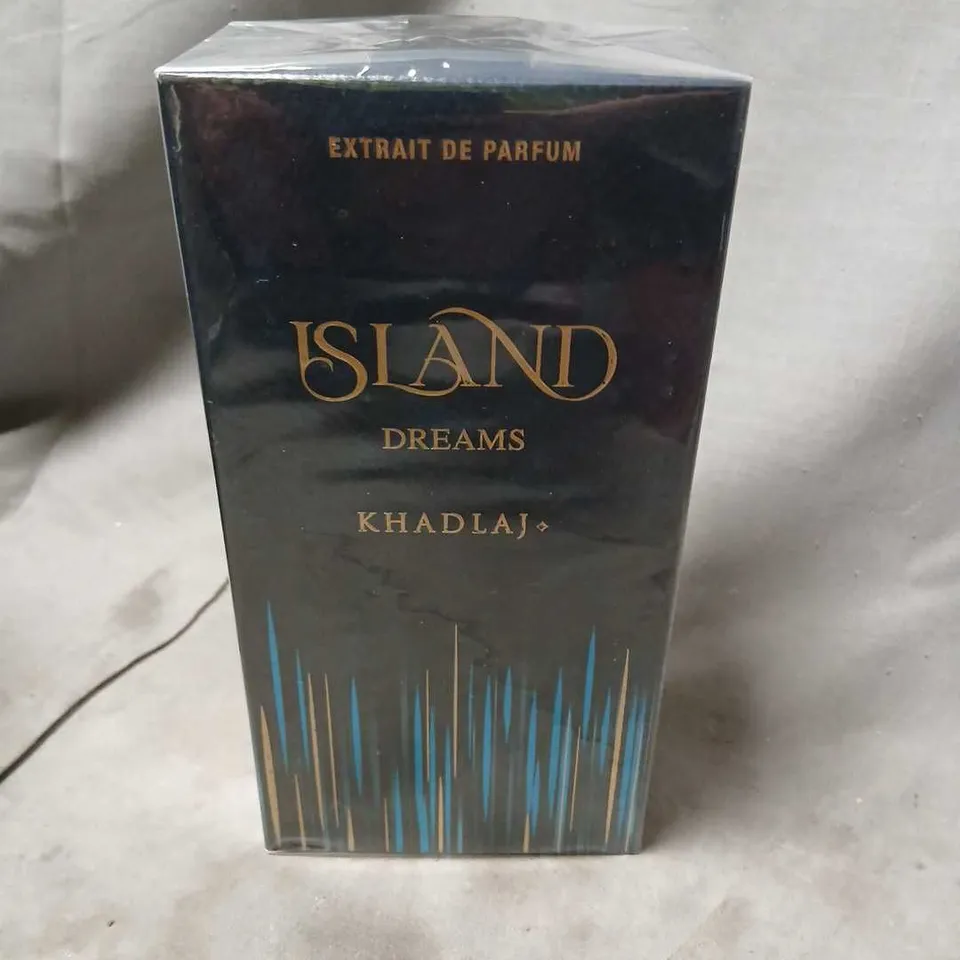 EXTRAIT DE PARFUM
ISLAND
DREAMS
KHADLAJ